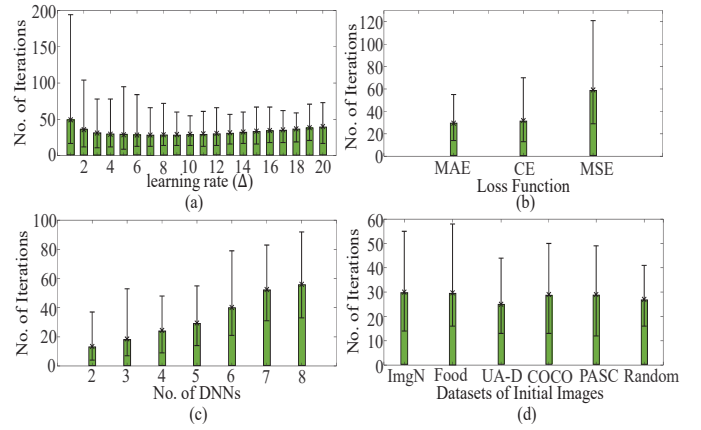 200
150
100
50
0
No. of Iterations
2 4 6 8 10 12 14 16 18 20
learning rate (Δ)
(a)
120
100
80
60
40
20
0
No. of Iterations
MAE CE MSE
Loss Function
(b)
100
80
60
40
20
0
No. of Iterations
2 3 4 5 6 7 8
No. of DNNs
(c)
60
50
40
30
20
10
0
No. of Iterations
ImgN Food UA-D COCO PASC Random
Datasets of Initial Images
(d)